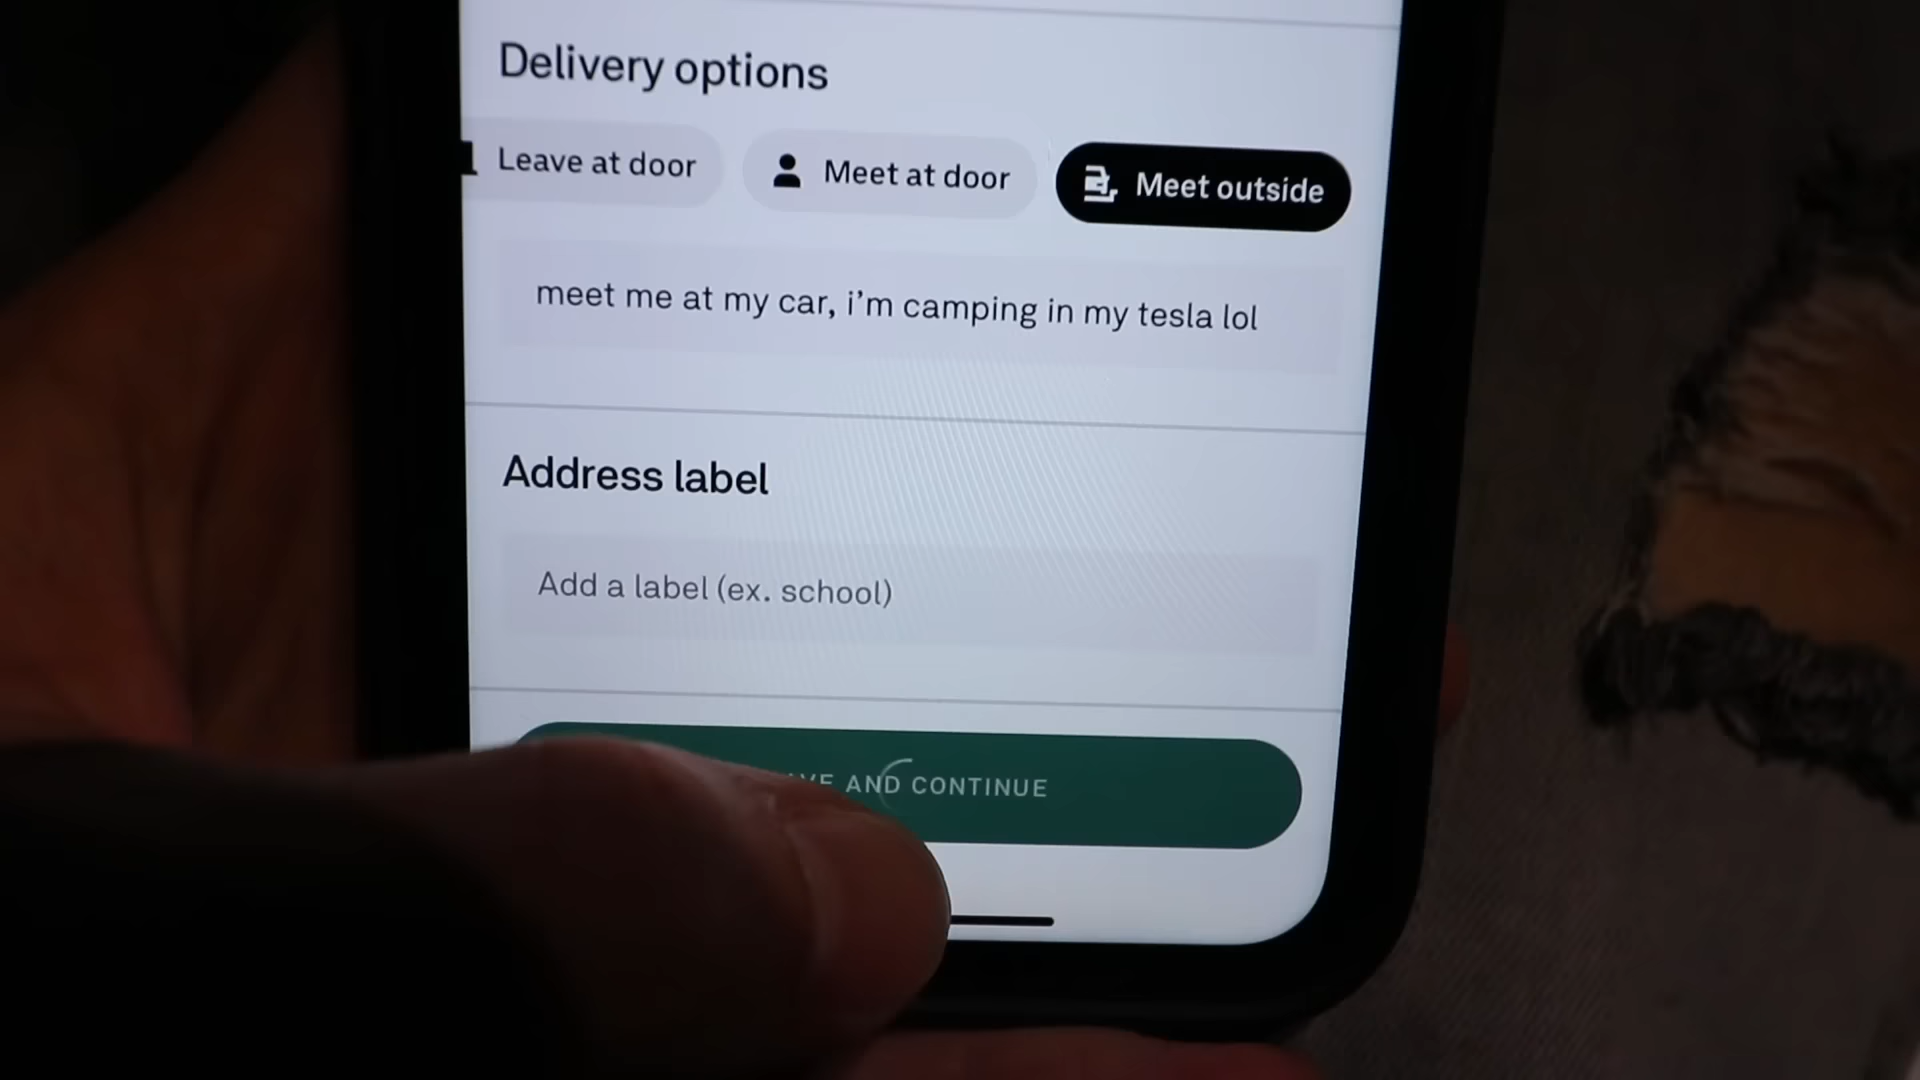 Delivery options
Leave at door
Meet at door
Meet outside
meet me at my car, i'm camping in my tesla lol
Address label
Add a label (ex. school)
AND CONTINUE